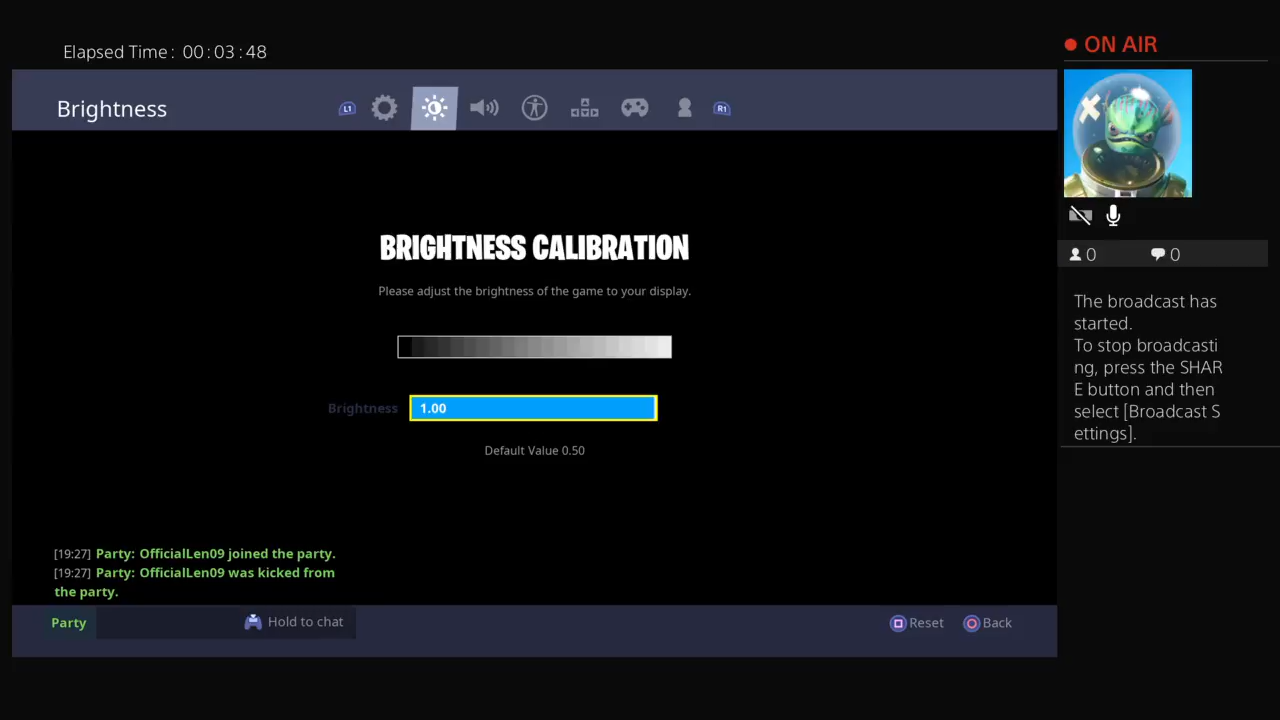 Elapsed Time: 00:03:48
ON AIR
Brightness
L1
R1
BRIGHTNESS CALIBRATION
Please adjust the brightness of the game to your display.
Brightness
1.00
Default Value 0.50
[19:27] Party: OfficialLen09 joined the party.
[19:27] Party: OfficialLen09 was kicked from
the party.
Party
Hold to chat
Reset
Back
0
0
The broadcast has
started.
To stop broadcasti
ng, press the SHAR
E button and then
select [Broadcast S
ettings].